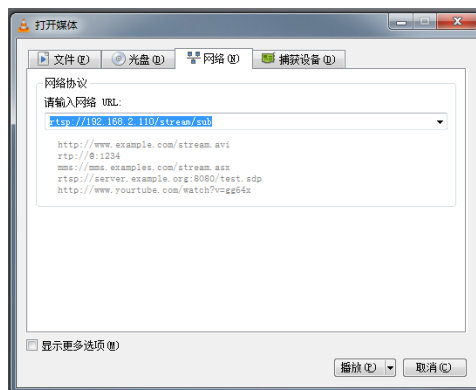 打开媒体
文件(F) 光盘(D) 网络(N) 捕获设备(D)
网络协议
请输入网络 URL:
rtsp://192.168.2.110/stream/sub
http://www.example.com/stream.avi
rtp://@:1234
mms://mms.examples.com/stream.asx
rtsp://server.example.org:8080/test.sdp
http://www.yourtube.com/watch?v=gg64x
显示更多选项(M)
播放(P) 取消(C)